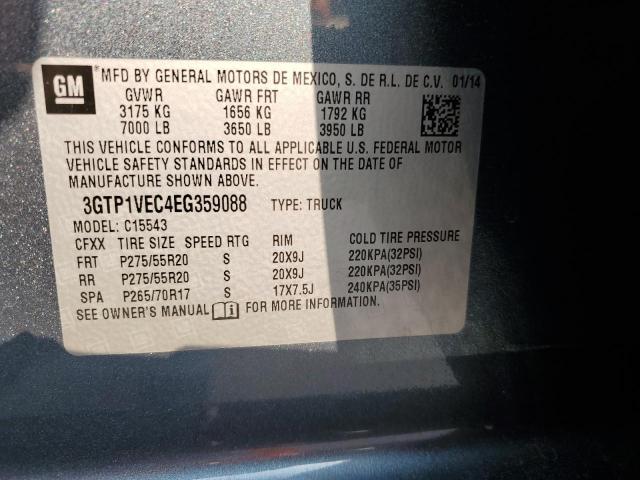 GM *MFD BY GENERAL MOTORS DE MEXICO, S. DE R.L. DE C.V. 01/14
GVWR GAWR FRT GAWR RR
3175 KG 1656 KG 1792 KG
7000 LB 3650 LB 3950 LB
THIS VEHICLE CONFORMS TO ALL APPLICABLE U.S. FEDERAL MOTOR
VEHICLE SAFETY STANDARDS IN EFFECT ON THE DATE OF
MANUFACTURE SHOWN ABOVE.
3GTP1VEC4EG359088 TYPE: TRUCK
MODEL: C15543
CFXX TIRE SIZE SPEED RTG RIM COLD TIRE PRESSURE
FRT P275/55R20 S 20X9J 220KPA(32PSI)
RR P275/55R20 S 20X9J 220KPA(32PSI)
SPA P265/70R17 S 17X7.5J 240KPA(35PSI)
SEE OWNER'S MANUAL FOR MORE INFORMATION.